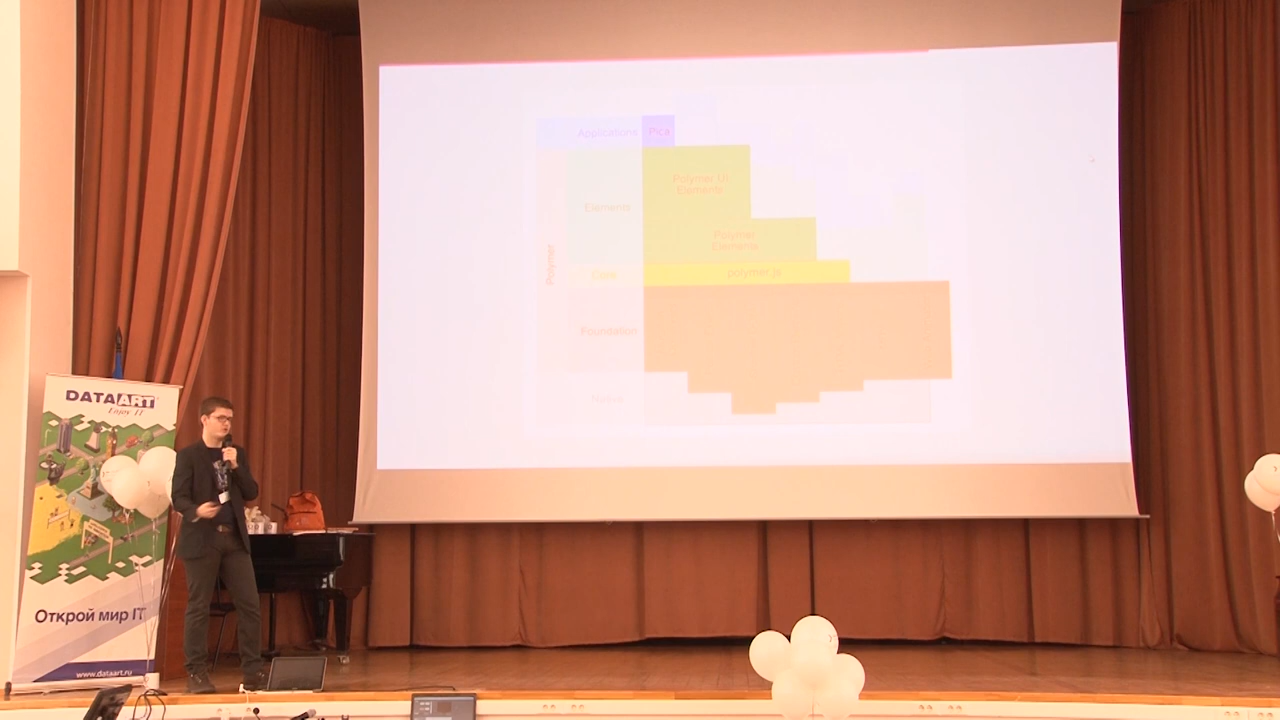 Applications
Pica
Polymer UI
Elements
Elements
Polymer
Elements
Polymer
Core
polymer.js
Foundation
Native
DATAART
Enjoy IT
Открой мир IT
www.dataart.ru